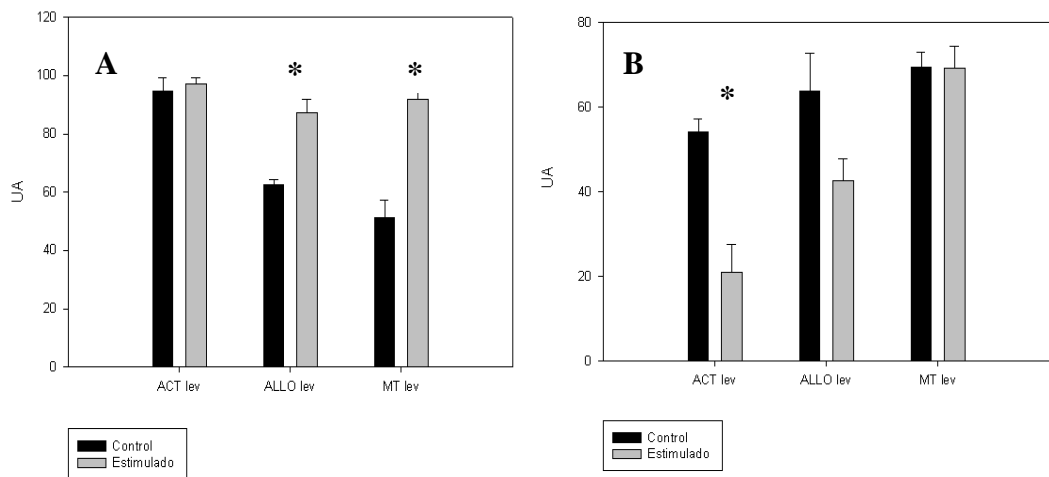 120
A
*
*
100
80
UA
60
40
20
0
ACT lev
ALLO lev
MT lev
Control
Estimulado
80
B
*
60
UA
40
20
0
ACT lev
ALLO lev
MT lev
Control
Estimulado